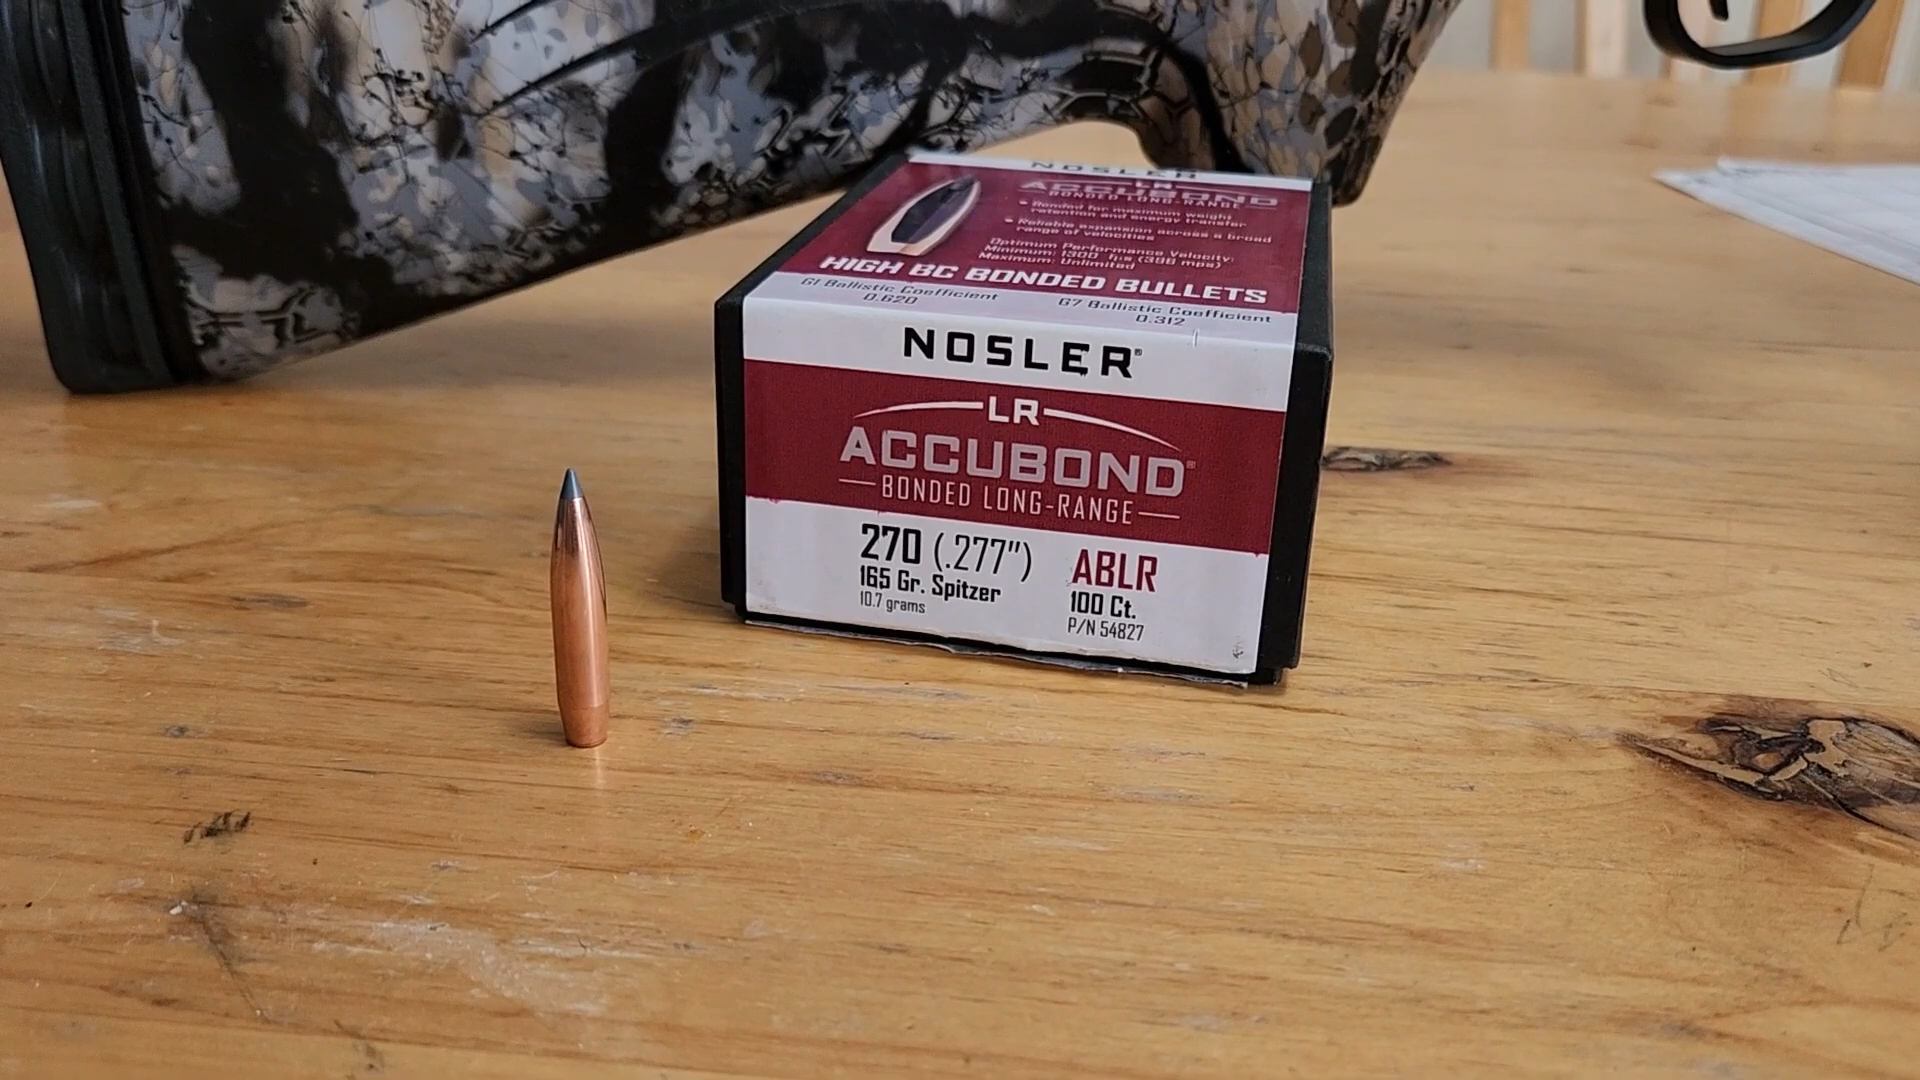 NOSLER
LR
ACCUBOND
BONDED LONG-RANGE
• Bonded for maximum weight
retention and energy transfer
• Reliable expansion across a broad
range of velocities
Optimum Performance Velocity:
Minimum: 1300 fps (396 mps)
Maximum: Unlimited
HIGH BC BONDED BULLETS
G1 Ballistic Coefficient
0.620
G7 Ballistic Coefficient
0.312
NOSLER®
LR
ACCUBOND®
BONDED LONG-RANGE
270 (.277")
165 Gr. Spitzer
10.7 grams
ABLR
100 Ct.
P/N 54827